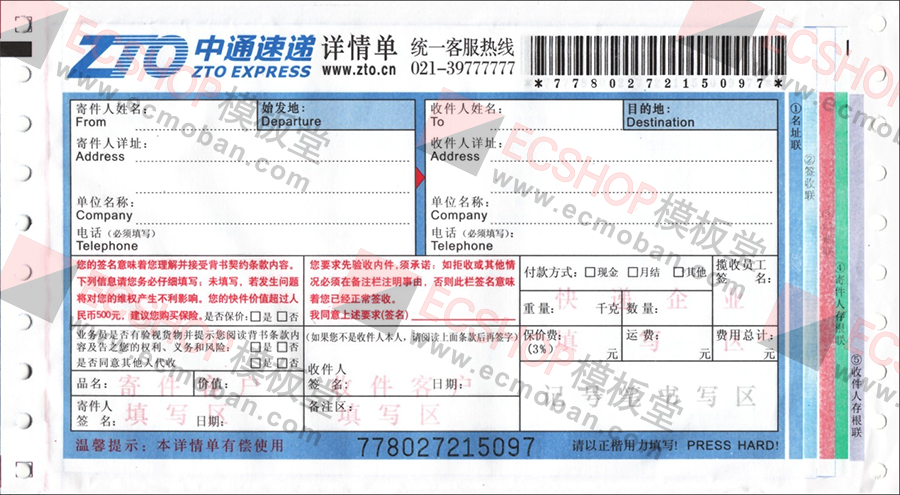 ZTO 中通速递 详情单 统一客服热线
ZTO EXPRESS www.zto.cn 021-39777777
*778027215097*
寄件人姓名: 始发地: 收件人姓名: 目的地:
From Departure To Destination
寄件人详址: 收件人详址:
Address Address
单位名称: 单位名称:
Company Company
电话(必须填写) 电话(必须填写):
Telephone Telephone
您的签名意味着您理解并接受背书契约条款内容。
下列信息请您务必仔细填写;未填写,若发生问题
将对您的维权产生不利影响。您的快件价值超过人
民币500元,建议您购买保险。是否保价: □是 □否
您要求先验收内件,须承诺:如拒收或其他情
况必须在备注栏注明事由,否则此栏签名意味
着您已经正常签收。
我同意上述要求(签名)
付款方式: □现金 □月结 □其他
揽收员工
签 名:
快递企业
重量: 千克 数量:
业务员是否有验视货物并提示您阅读背书条款内
容及告之您的权利、义务和风险: □是 □否
是否同意其他人代收 □是 □否
(如果您不是收件人本人,请阅读上面条款后再签字)
保价费: 元 运费: 元 费用总计: 元
(3%)
填写区
收件人
签 名: 日期:
品名: 价值:
寄件客户 寄件客户
记号笔书写区
寄件人
签 名: 日期:
备注区:
填写区 填写区
温馨提示:本详情单有偿使用 778027215097 请以正楷用力填写! PRESS HARD!
①名址联
②签收联
④寄件人存根联
⑤收件人存根联
ECSHOP模板堂
www.ecmoban.com